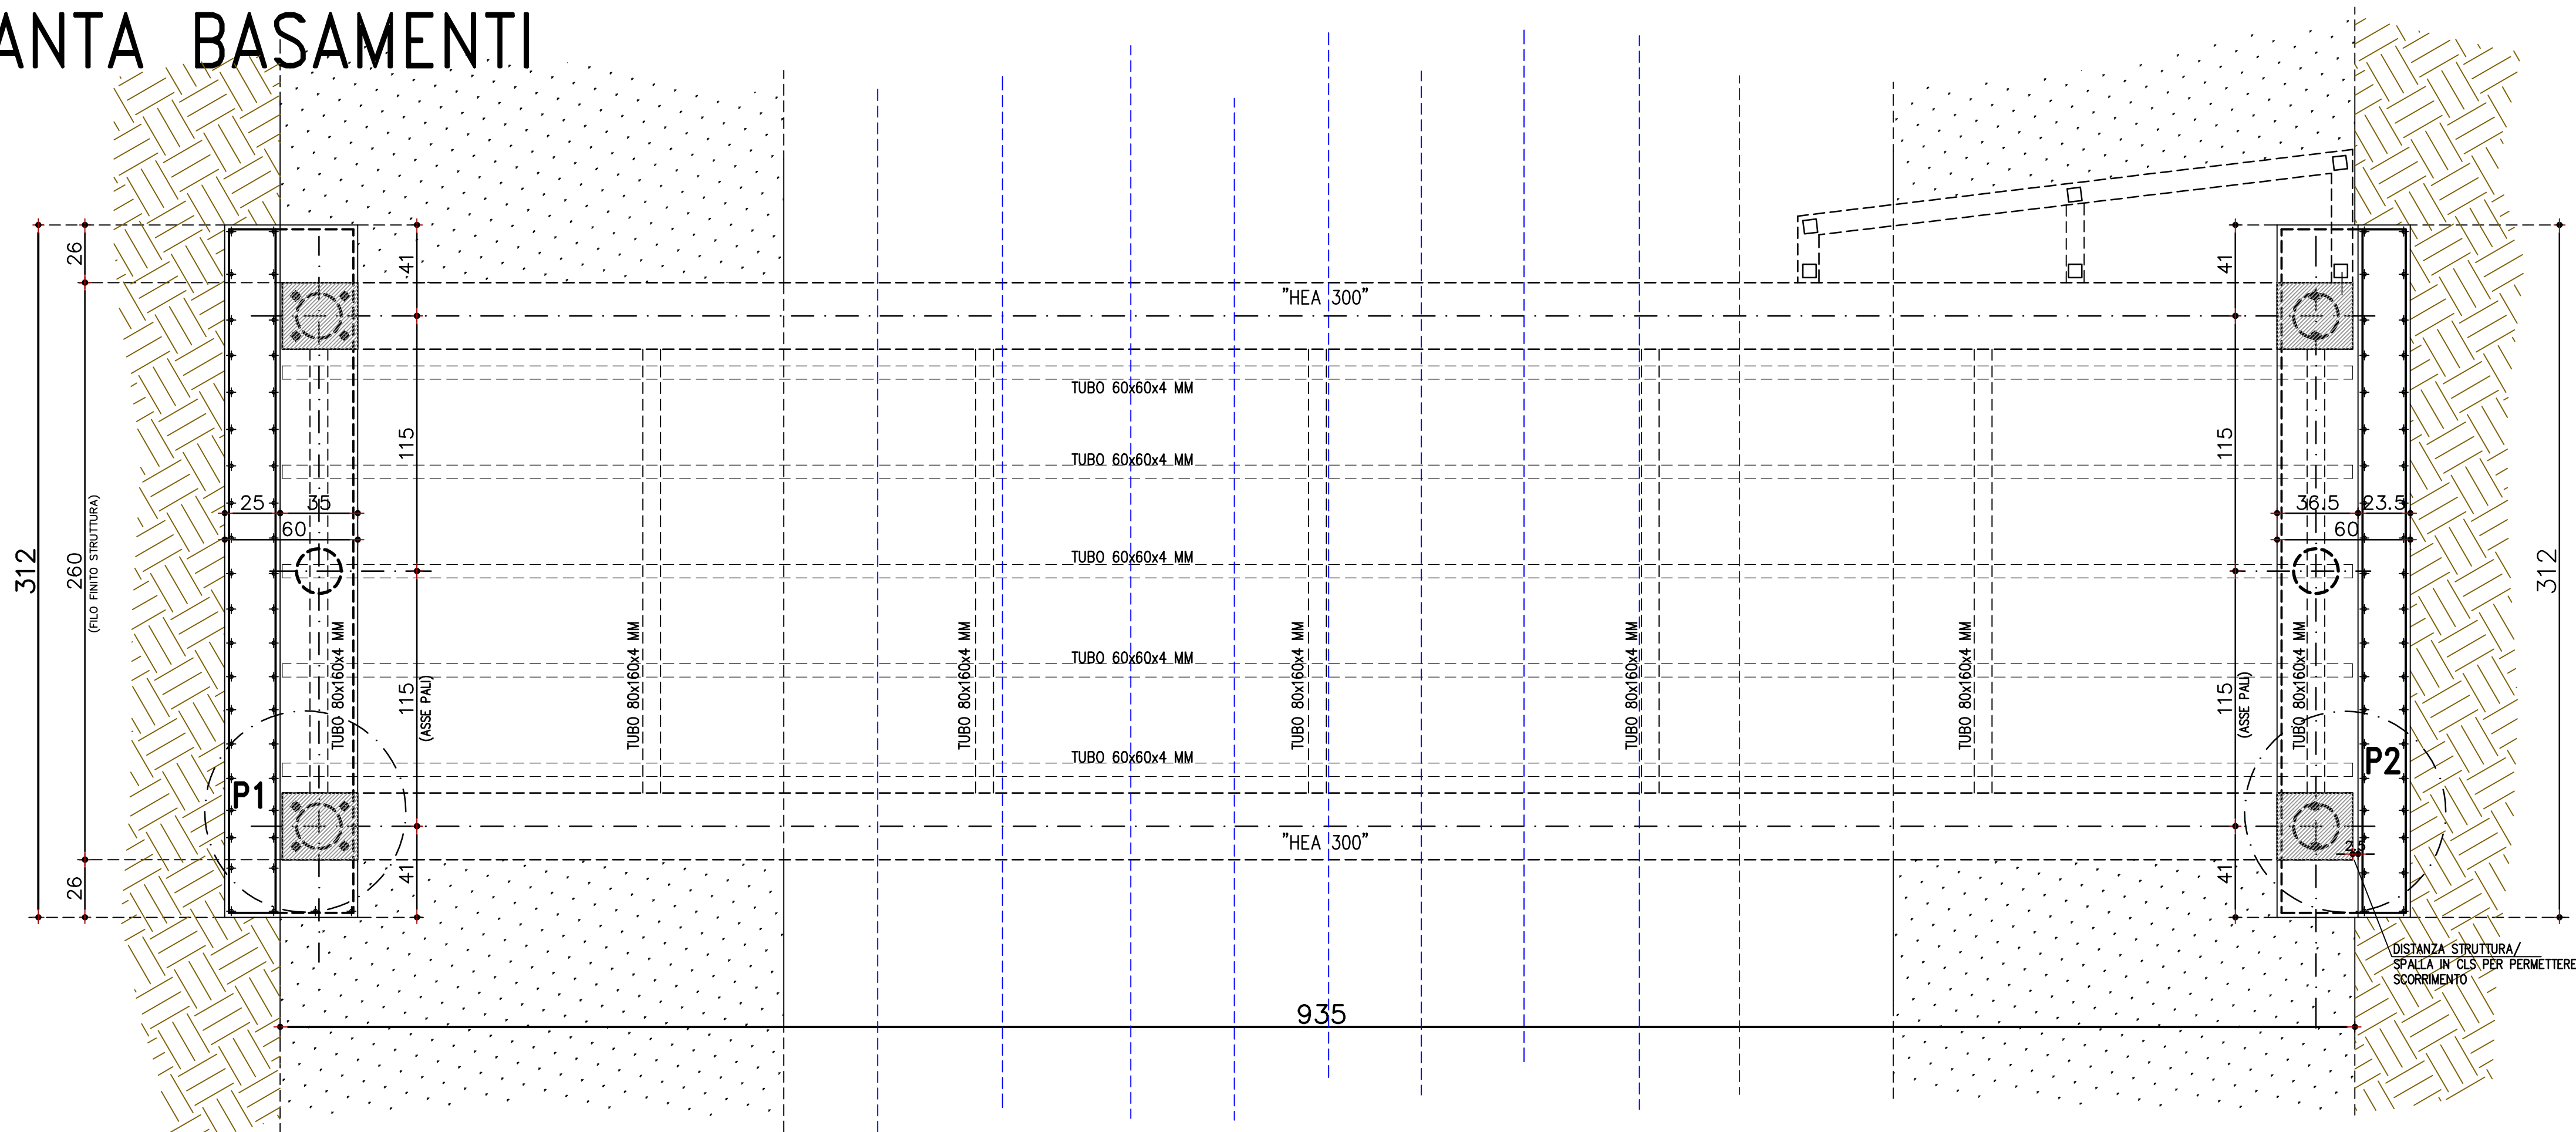 ANTA BASAMENTI
26
41
41
"HEA 300"
TUBO 60x60x4 MM
115
115
TUBO 60x60x4 MM
25
35
36.5
23.5
60
60
312
260
(FILO FINITO STRUTTURA)
TUBO 60x60x4 MM
312
TUBO 80x160x4 MM
TUBO 80x160x4 MM
TUBO 80x160x4 MM
TUBO 80x160x4 MM
TUBO 80x160x4 MM
TUBO 80x160x4 MM
TUBO 80x160x4 MM
115
(ASSE PALI)
TUBO 60x60x4 MM
115
(ASSE PALI)
TUBO 60x60x4 MM
P1
P2
"HEA 300"
2.5
26
41
41
DISTANZA STRUTTURA/
SPALLA IN CLS PER PERMETTERE
SCORRIMENTO
935